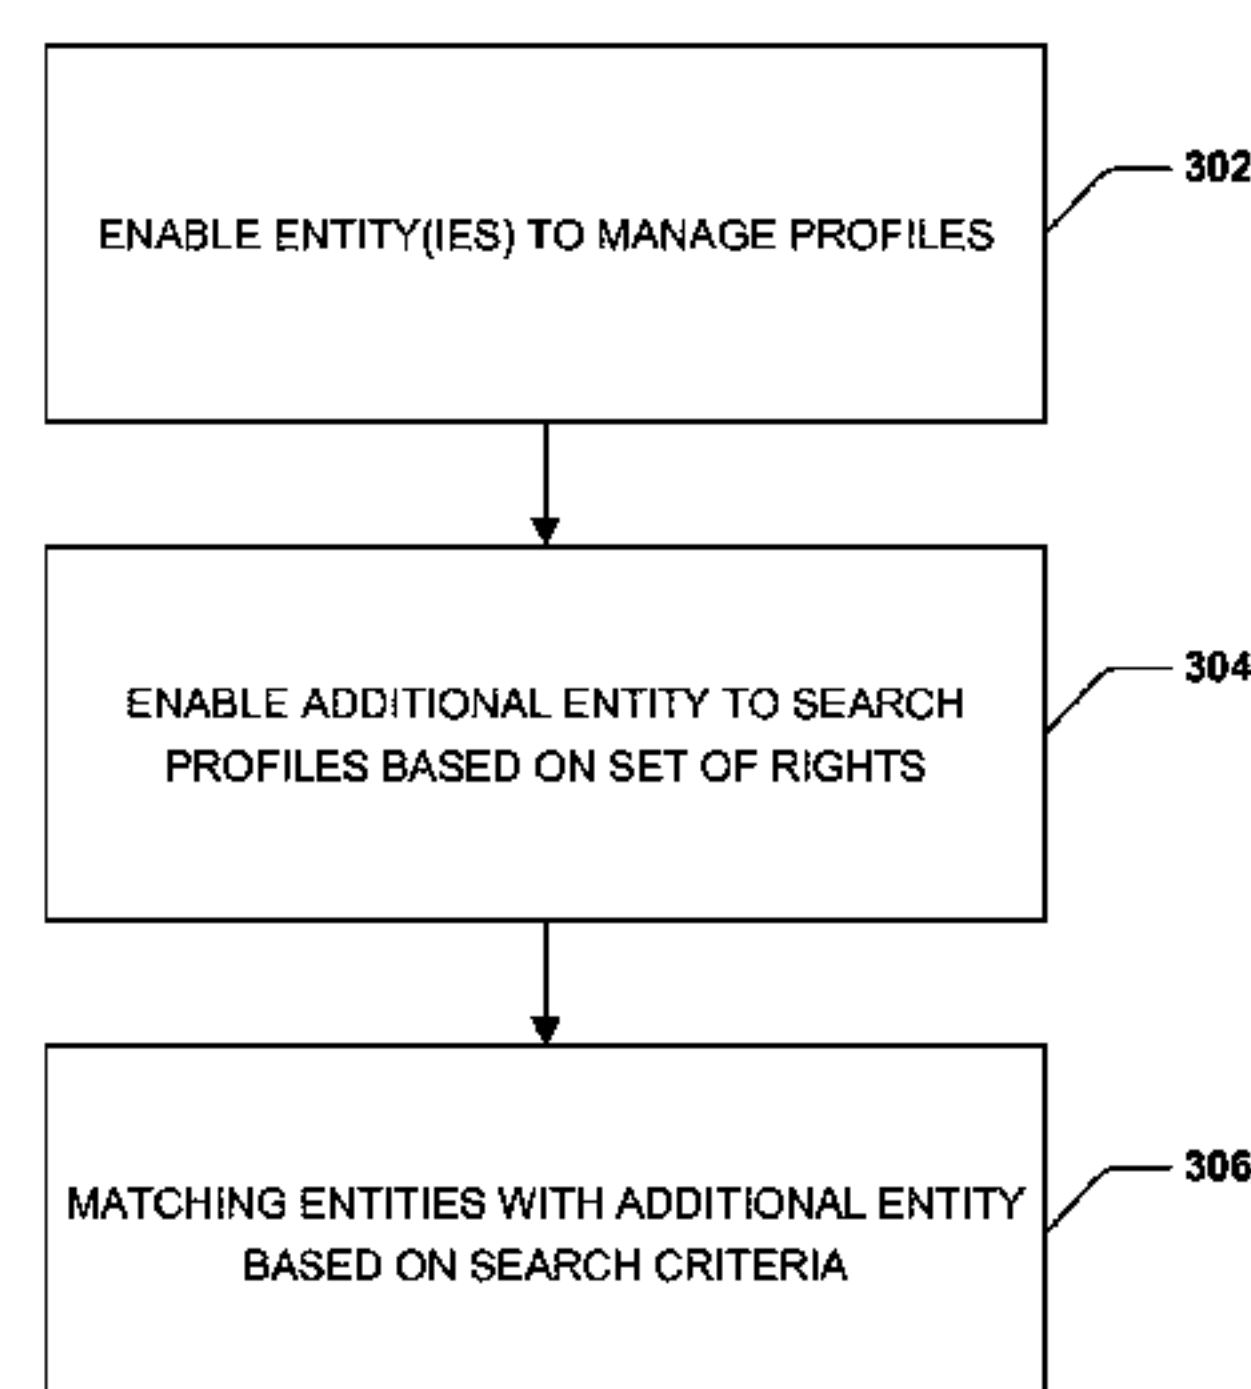 ENABLE ENTITY(IES) TO MANAGE PROFILES
302
ENABLE ADDITIONAL ENTITY TO SEARCH
PROFILES BASED ON SET OF RIGHTS
304
MATCHING ENTITIES WITH ADDITIONAL ENTITY
BASED ON SEARCH CRITERIA
306